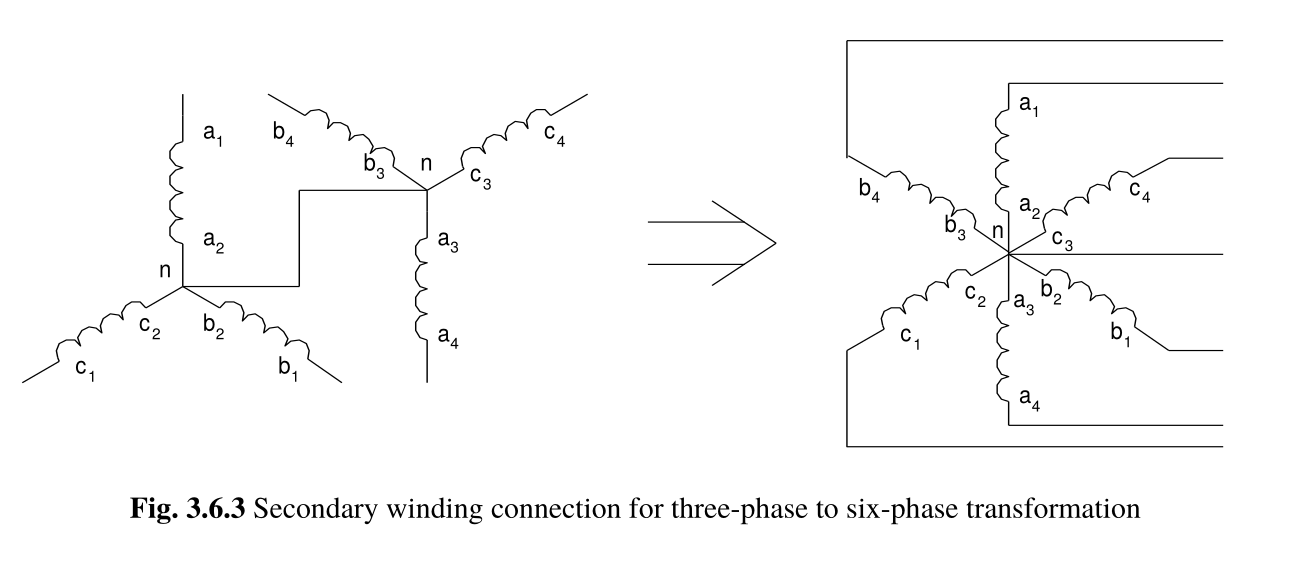 a1
b4
c4
b3
n
c3
a2
a3
n
c2
b2
a4
c1
b1
a1
b4
c4
a2
b3
n
c3
c2
a3
b2
c1
b1
a4
Fig. 3.6.3 Secondary winding connection for three-phase to six-phase transformation